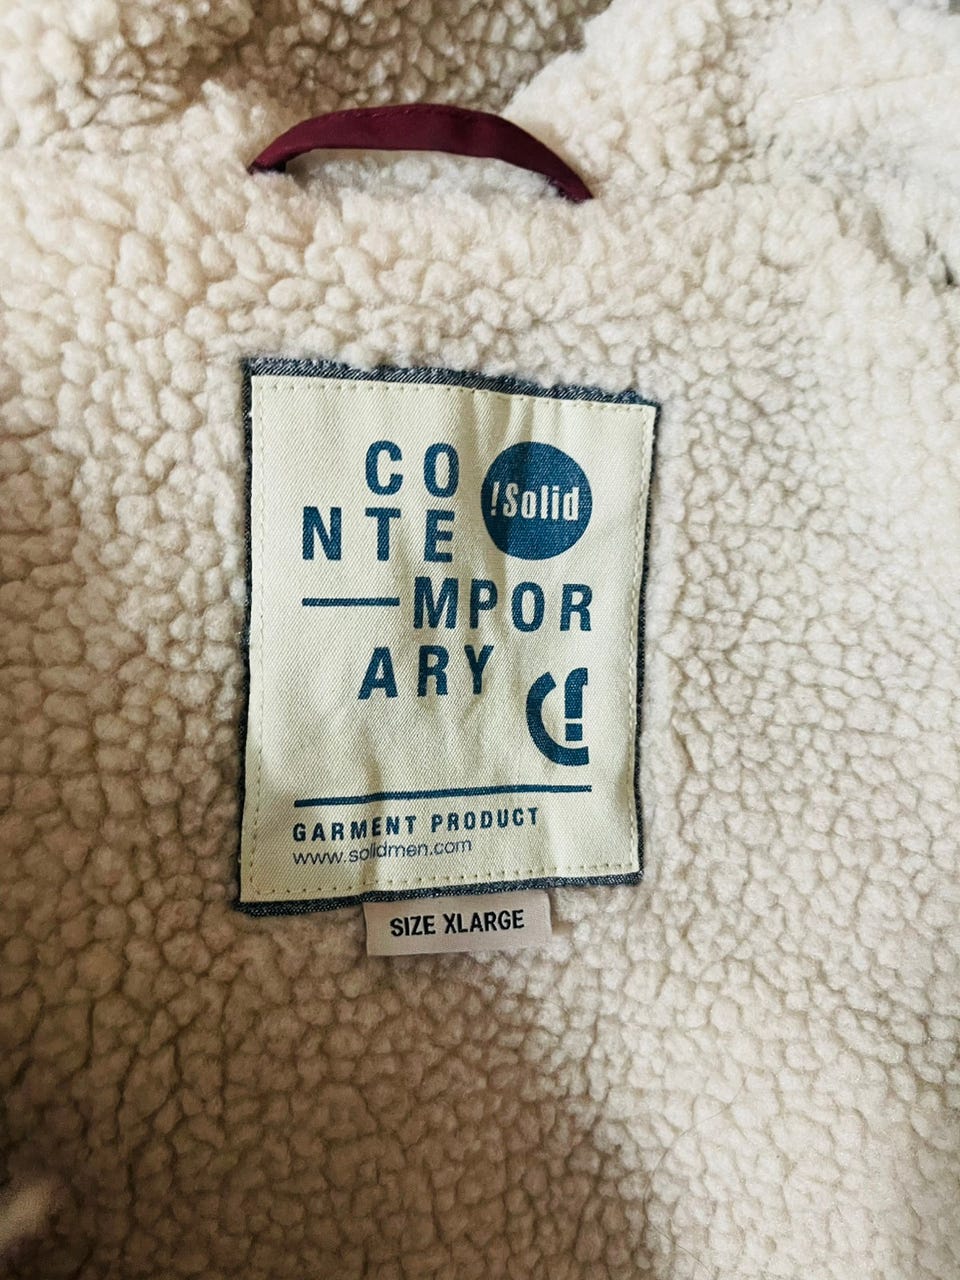 CO
!Solid
NTE
MPOR
ARY
GARMENT PRODUCT
www.solidmen.com
SIZE XLARGE